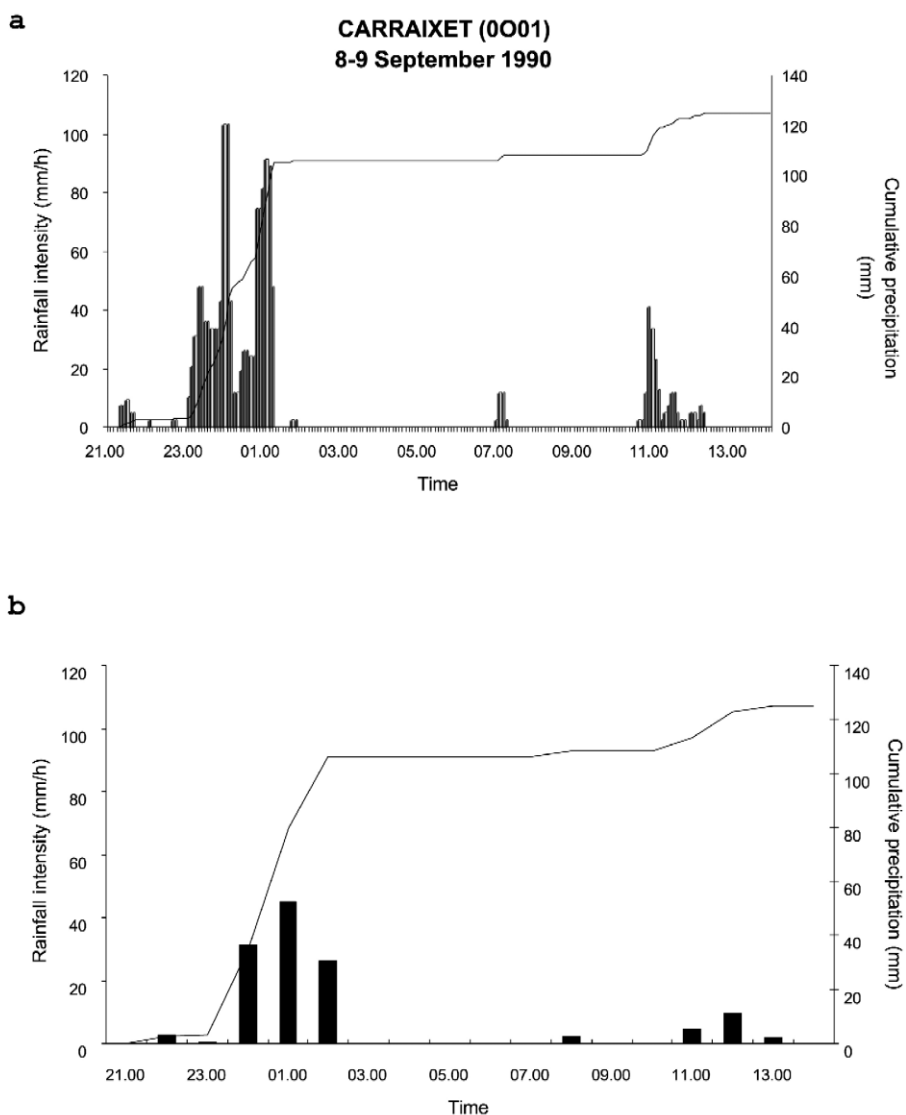 a
CARRAIXET (0O01)
8-9 September 1990
Rainfall intensity (mm/h)
120
100
80
60
40
20
0
140
120
100
80
60
40
20
0
Cumulative precipitation
(mm)
21.00 23.00 01.00 03.00 05.00 07.00 09.00 11.00 13.00
Time
b
Rainfall intensity (mm/h)
120
100
80
60
40
20
0
140
120
100
80
60
40
20
0
Cumulative precipitation (mm)
21.00 23.00 01.00 03.00 05.00 07.00 09.00 11.00 13.00
Time